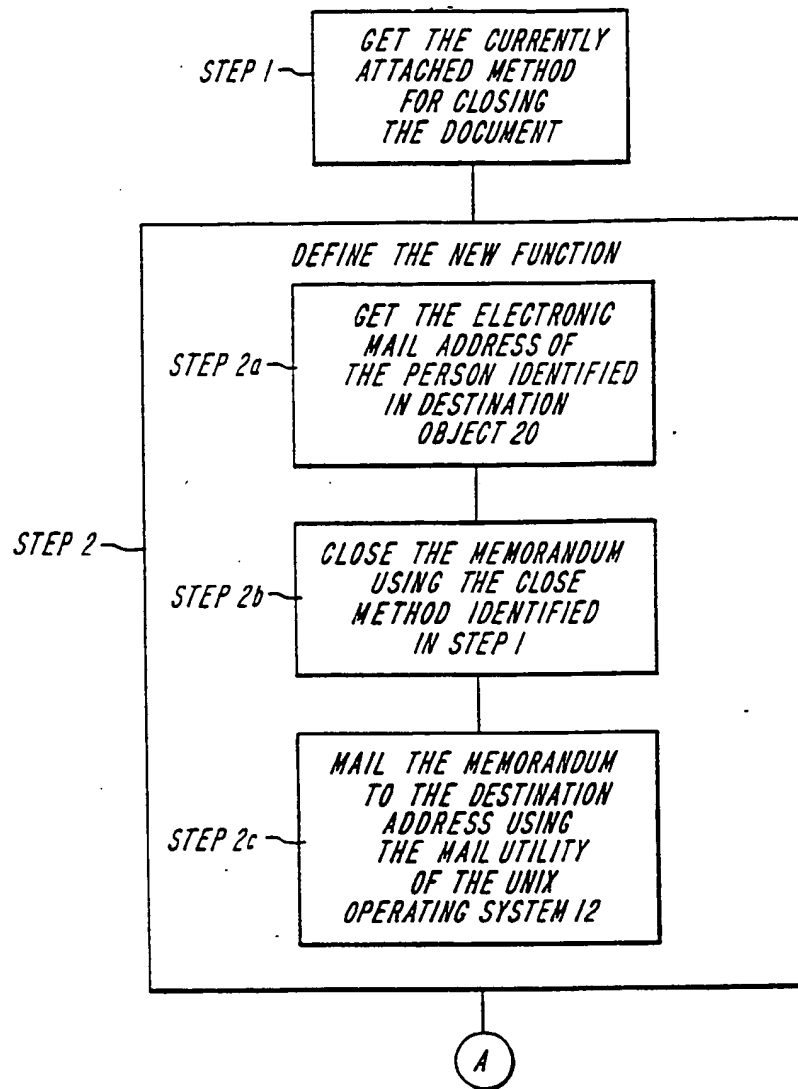 GET THE CURRENTLY
STEP 1
ATTACHED METHOD
FOR CLOSING
THE DOCUMENT
DEFINE THE NEW FUNCTION
GET THE ELECTRONIC
MAIL ADDRESS OF
STEP 2a
THE PERSON IDENTIFIED
IN DESTINATION
OBJECT 20
STEP 2
CLOSE THE MEMORANDUM
USING THE CLOSE
STEP 2b
METHOD IDENTIFIED
IN STEP 1
MAIL THE MEMORANDUM
TO THE DESTINATION
ADDRESS USING
STEP 2c
THE MAIL UTILITY
OF THE UNIX
OPERATING SYSTEM 12
A